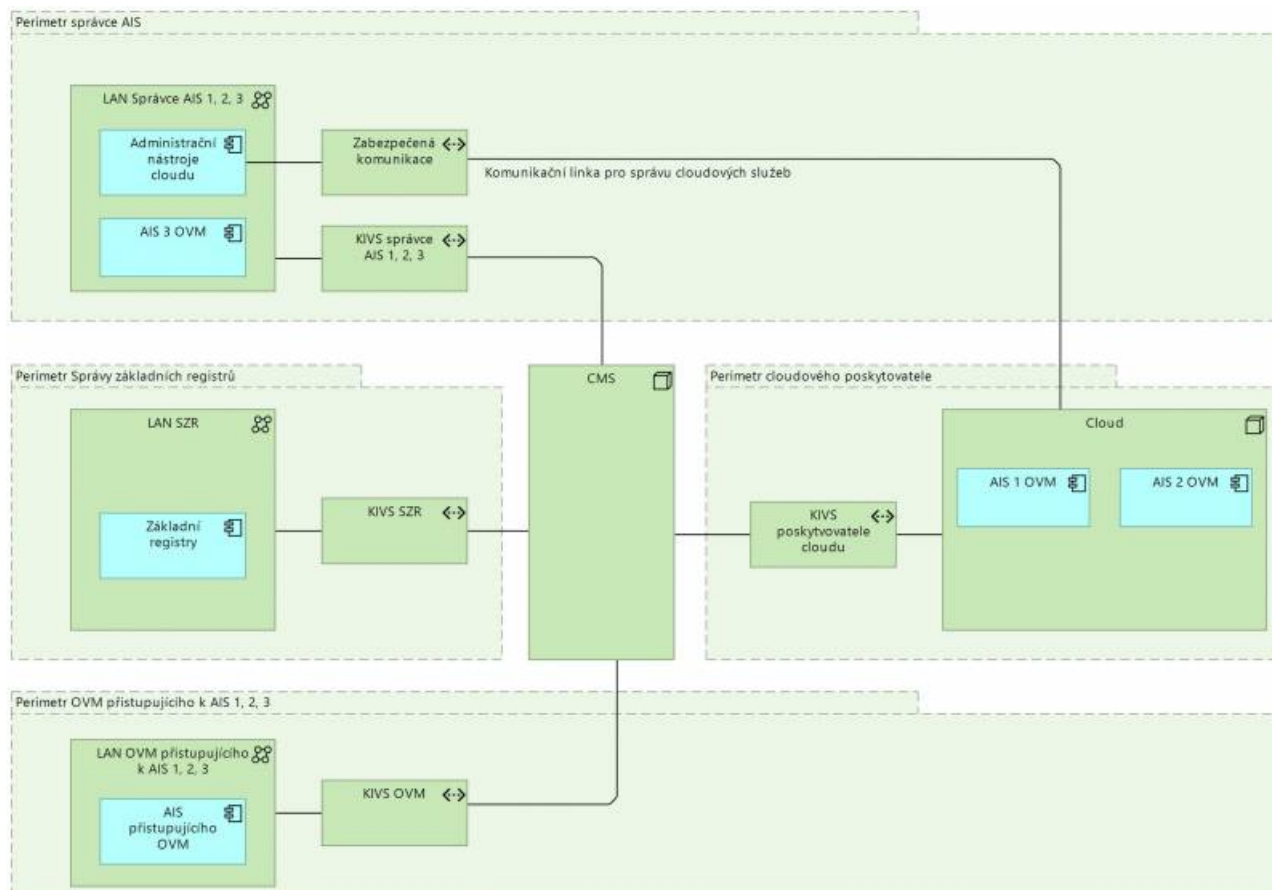 Perimetr správce AIS
LAN Správce AIS 1, 2, 3
Administrační
nástroje
cloudu
Zabezpečená
komunikace
Komunikační linka pro správu cloudových služeb
AIS 3 OVM
KIVS správce
AIS 1, 2, 3
Perimetr Správy základních registrů
LAN SZR
Základní
registry
KIVS SZR
CMS
Perimetr cloudového poskytovatele
KIVS
poskytvovatele
cloudu
Cloud
AIS 1 OVM
AIS 2 OVM
Perimetr OVM přistupujícího k AIS 1, 2, 3
LAN OVM přistupujícího
k AIS 1, 2, 3
AIS
přistupujícího
OVM
KIVS OVM